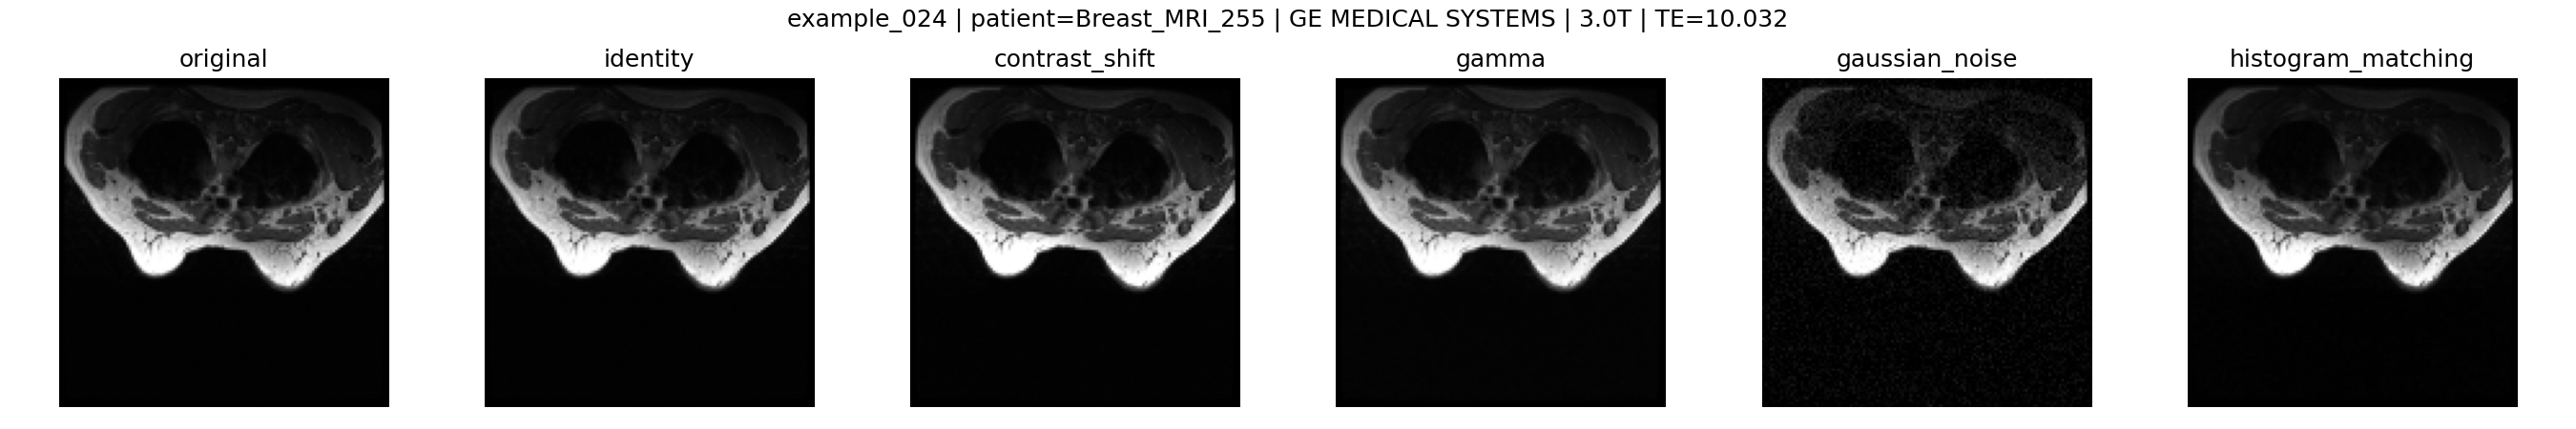 example_024 | patient=Breast_MRI_255 | GE MEDICAL SYSTEMS | 3.0T | TE=10.032
original identity contrast_shift gamma gaussian_noise histogram_matching